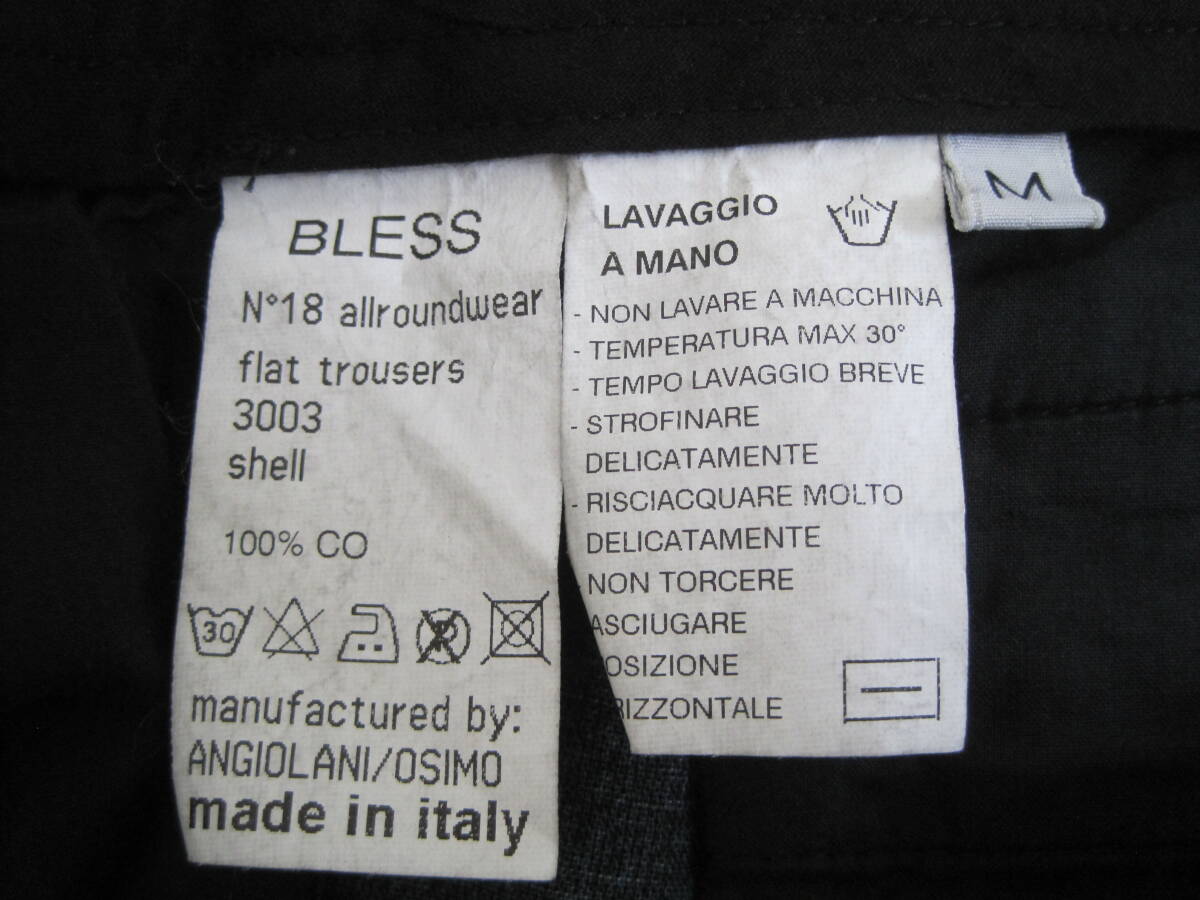 BLESS
N°18 allroundwear
flat trousers
3003
shell
100% CO
30 P
manufactured by:
ANGIOLANI/OSIMO
made in italy
LAVAGGIO
A MANO
- NON LAVARE A MACCHINA
- TEMPERATURA MAX 30°
- TEMPO LAVAGGIO BREVE
- STROFINARE
DELICATAMENTE
- RISCIACQUARE MOLTO
DELICATAMENTE
NON TORCERE
ASCIUGARE
OSIZIONE
RIZZONTALE
M